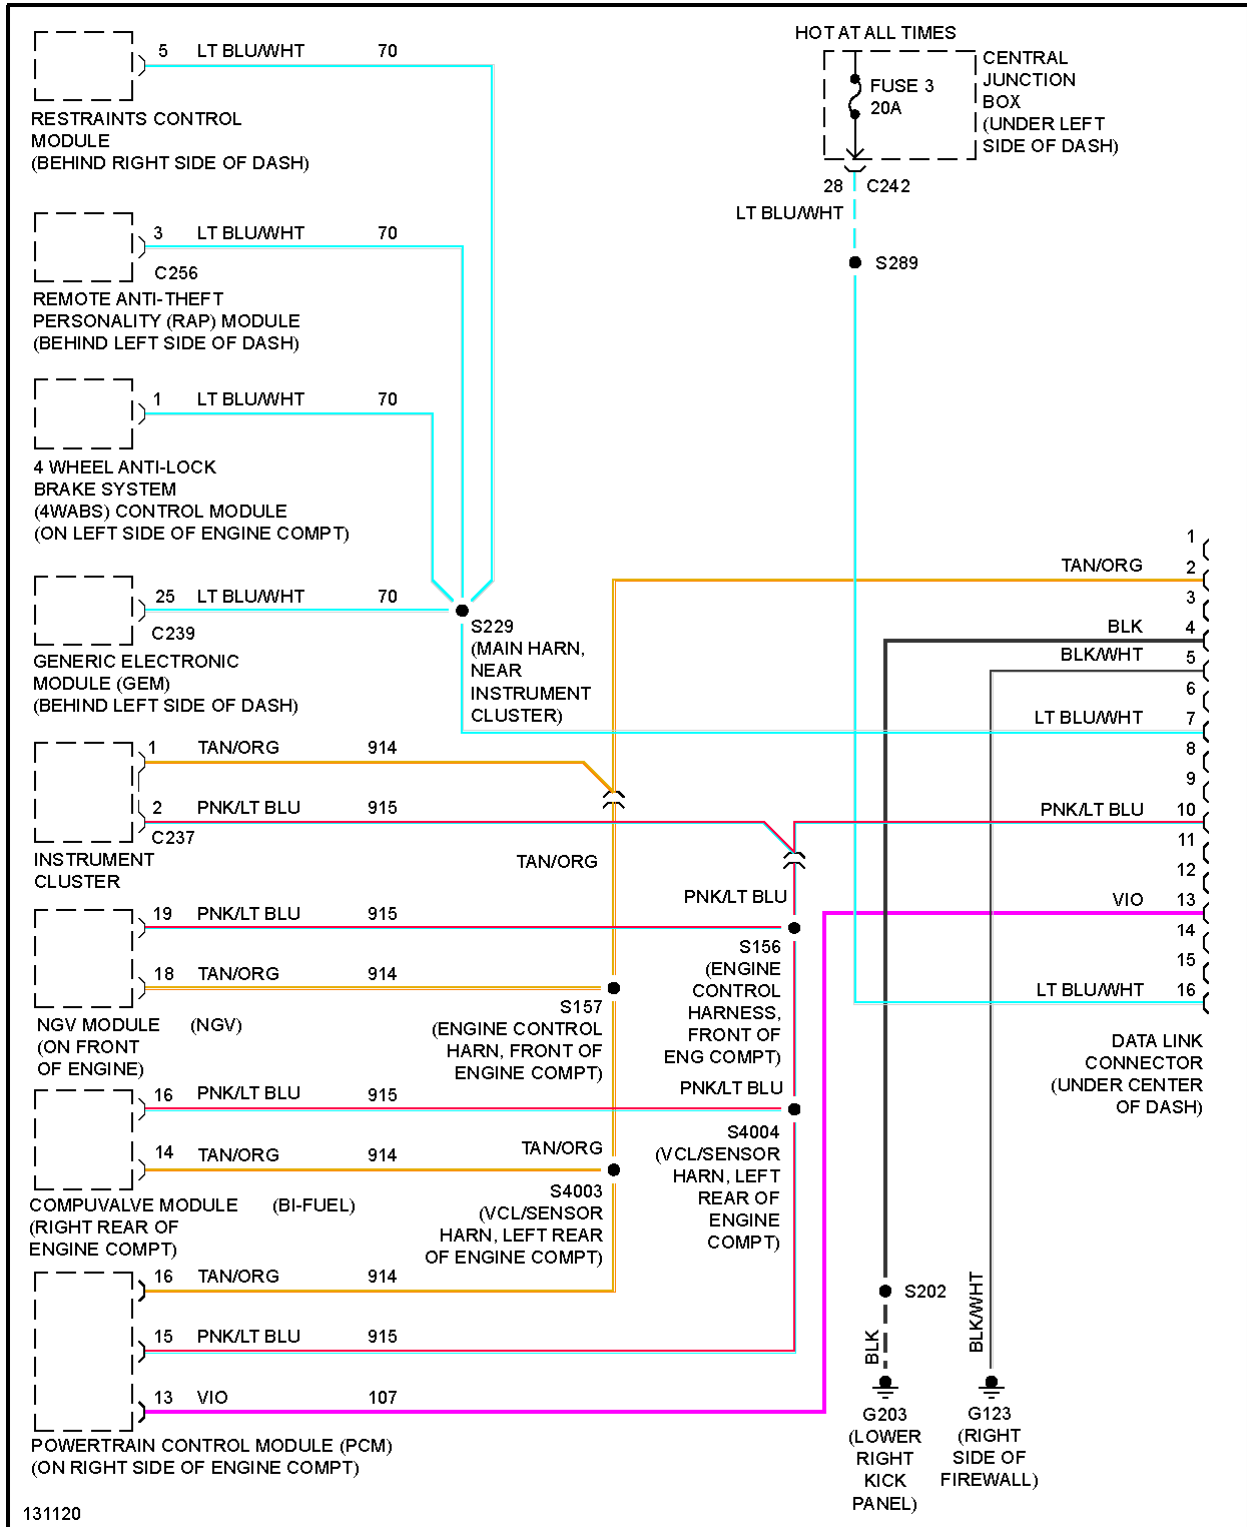 5 LT BLU/WHT 70
RESTRAINTS CONTROL
MODULE
(BEHIND RIGHT SIDE OF DASH)
3 LT BLU/WHT 70
C256
REMOTE ANTI-THEFT
PERSONALITY (RAP) MODULE
(BEHIND LEFT SIDE OF DASH)
1 LT BLU/WHT 70
4 WHEEL ANTI-LOCK
BRAKE SYSTEM
(4WABS) CONTROL MODULE
(ON LEFT SIDE OF ENGINE COMPT)
25 LT BLU/WHT 70
C239
GENERIC ELECTRONIC
MODULE (GEM)
(BEHIND LEFT SIDE OF DASH)
S229
(MAIN HARN,
NEAR
INSTRUMENT
CLUSTER)
1 TAN/ORG 914
2 PNK/LT BLU 915
C237
INSTRUMENT
CLUSTER
19 PNK/LT BLU 915
18 TAN/ORG 914
NGV MODULE (NGV)
(ON FRONT
OF ENGINE)
16 PNK/LT BLU 915
14 TAN/ORG 914
COMPUVALVE MODULE (BI-FUEL)
(RIGHT REAR OF
ENGINE COMPT)
16 TAN/ORG 914
15 PNK/LT BLU 915
13 VIO 107
POWERTRAIN CONTROL MODULE (PCM)
(ON RIGHT SIDE OF ENGINE COMPT)
131120
TAN/ORG
S157
(ENGINE CONTROL
HARN, FRONT OF
ENGINE COMPT)
TAN/ORG
S4003
(VCL/SENSOR
HARN, LEFT REAR
OF ENGINE COMPT)
PNK/LT BLU
S156
(ENGINE
CONTROL
HARNESS,
FRONT OF
ENG COMPT)
PNK/LT BLU
S4004
(VCL/SENSOR
HARN, LEFT
REAR OF
ENGINE
COMPT)
HOT AT ALL TIMES
FUSE 3
20A
CENTRAL
JUNCTION
BOX
(UNDER LEFT
SIDE OF DASH)
28 C242
LT BLU/WHT
S289
1
TAN/ORG 2
3
BLK 4
BLK/WHT 5
6
LT BLU/WHT 7
8
9
PNK/LT BLU 10
11
12
VIO 13
14
15
LT BLU/WHT 16
DATA LINK
CONNECTOR
(UNDER CENTER
OF DASH)
S202
BLK
BLK/WHT
G203
(LOWER
RIGHT
KICK
PANEL)
G123
(RIGHT
SIDE OF
FIREWALL)